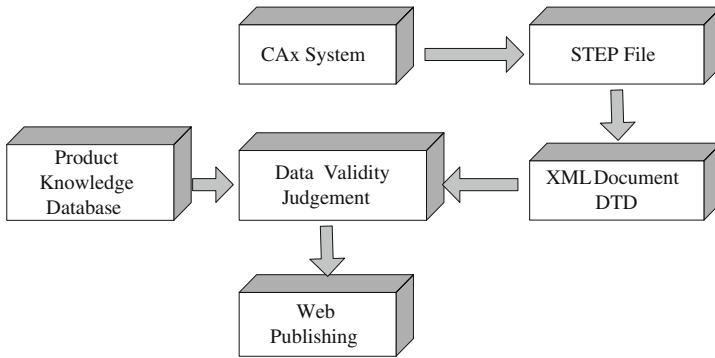 CAx System
STEP File
Product
Knowledge
Database
Data Validity
Judgement
XML Document
DTD
Web
Publishing